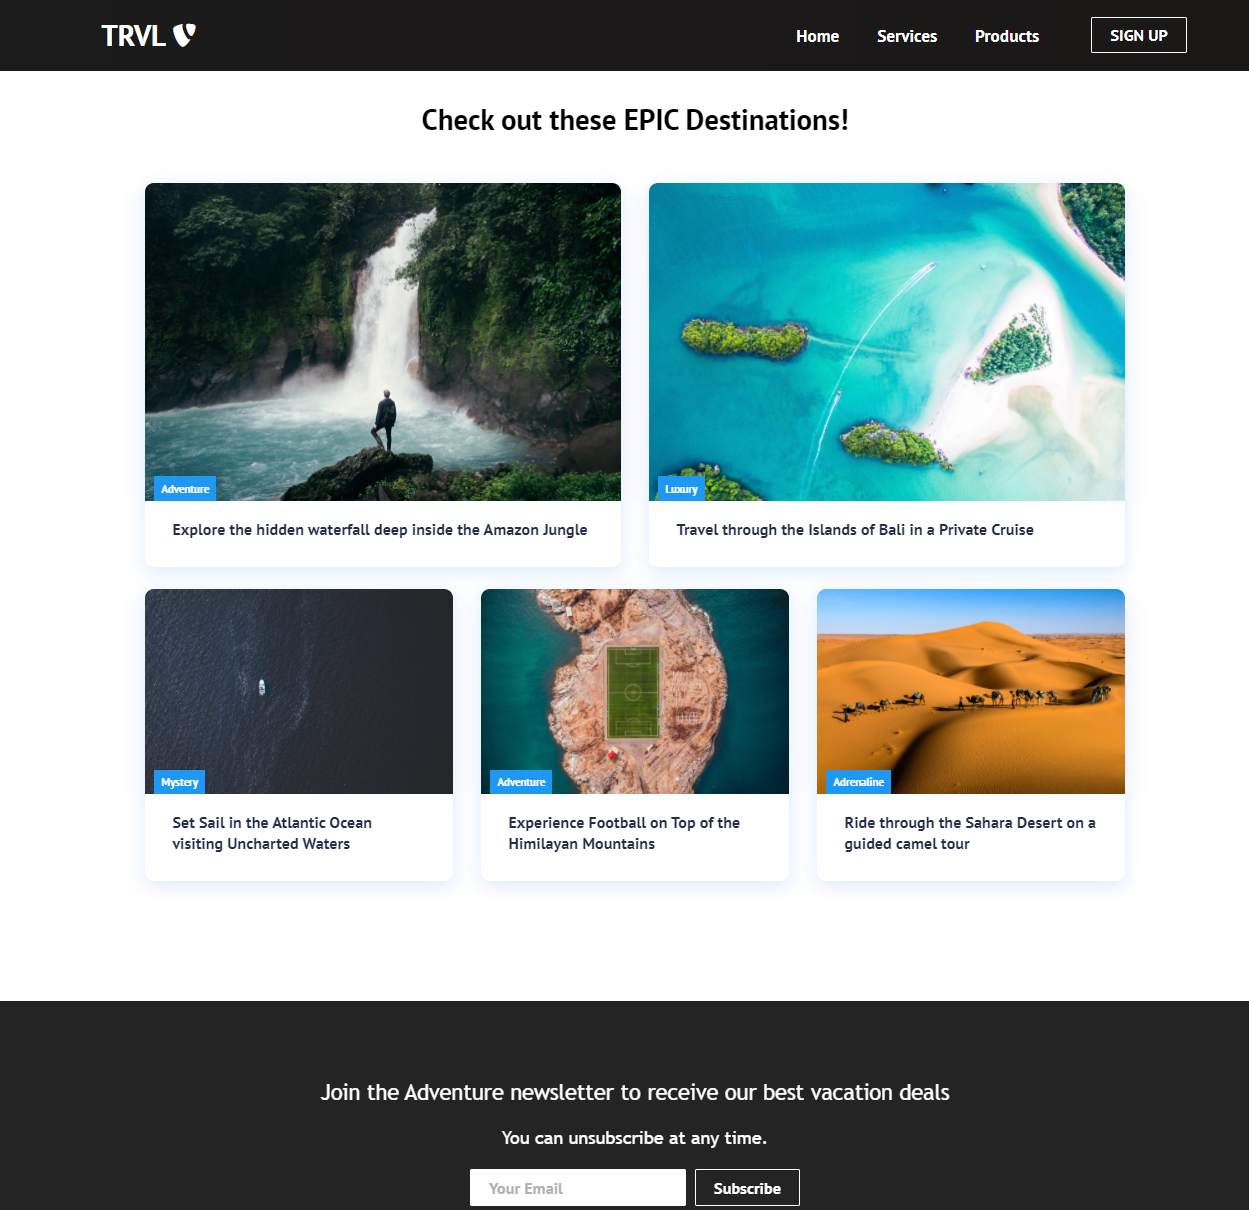 TRVL
Home Services Products SIGN UP
Check out these EPIC Destinations!
Adventure
Explore the hidden waterfall deep inside the Amazon Jungle
Luxury
Travel through the Islands of Bali in a Private Cruise
Mystery
Set Sail in the Atlantic Ocean
visiting Uncharted Waters
Adventure
Experience Football on Top of the
Himilayan Mountains
Adrenaline
Ride through the Sahara Desert on a
guided camel tour
Join the Adventure newsletter to receive our best vacation deals
You can unsubscribe at any time.
Your Email Subscribe